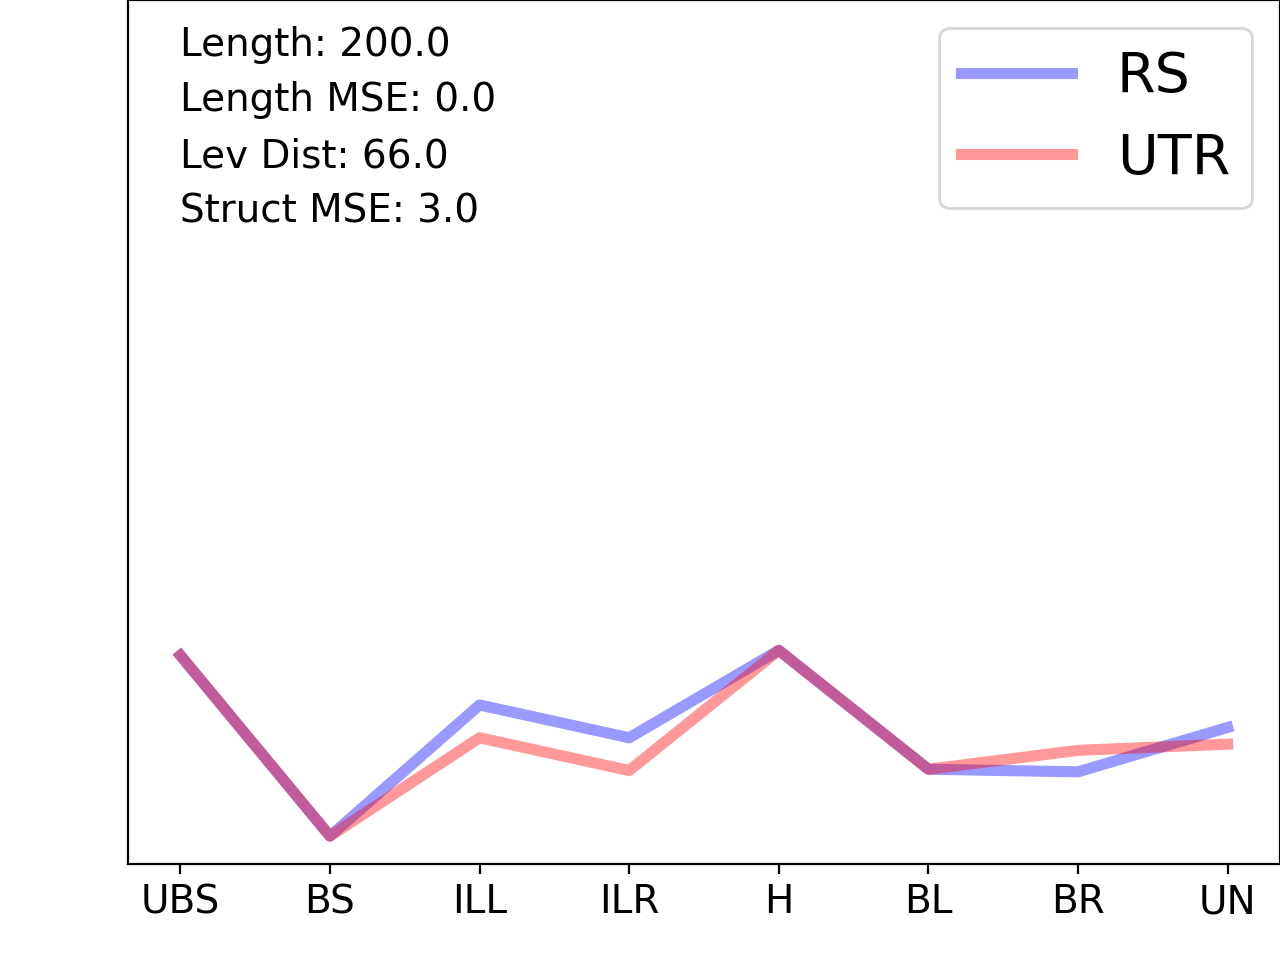 Length: 200.0
Length MSE: 0.0
Lev Dist: 66.0
Struct MSE: 3.0
RS
UTR
UBS BS ILL ILR H BL BR UN